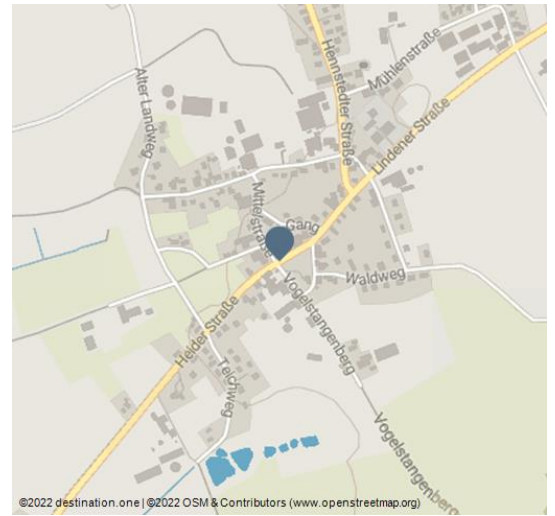 Hennstedter Straße
Mühlenstraße
Alter Landweg
Lindener Straße
Mittelstraße
Gang
Waldweg
Vogelstangenberg
Heider Straße
Teichweg
Vogelstangenberg
©2022 destination.one | ©2022 OSM & Contributors (www.openstreetmap.org)